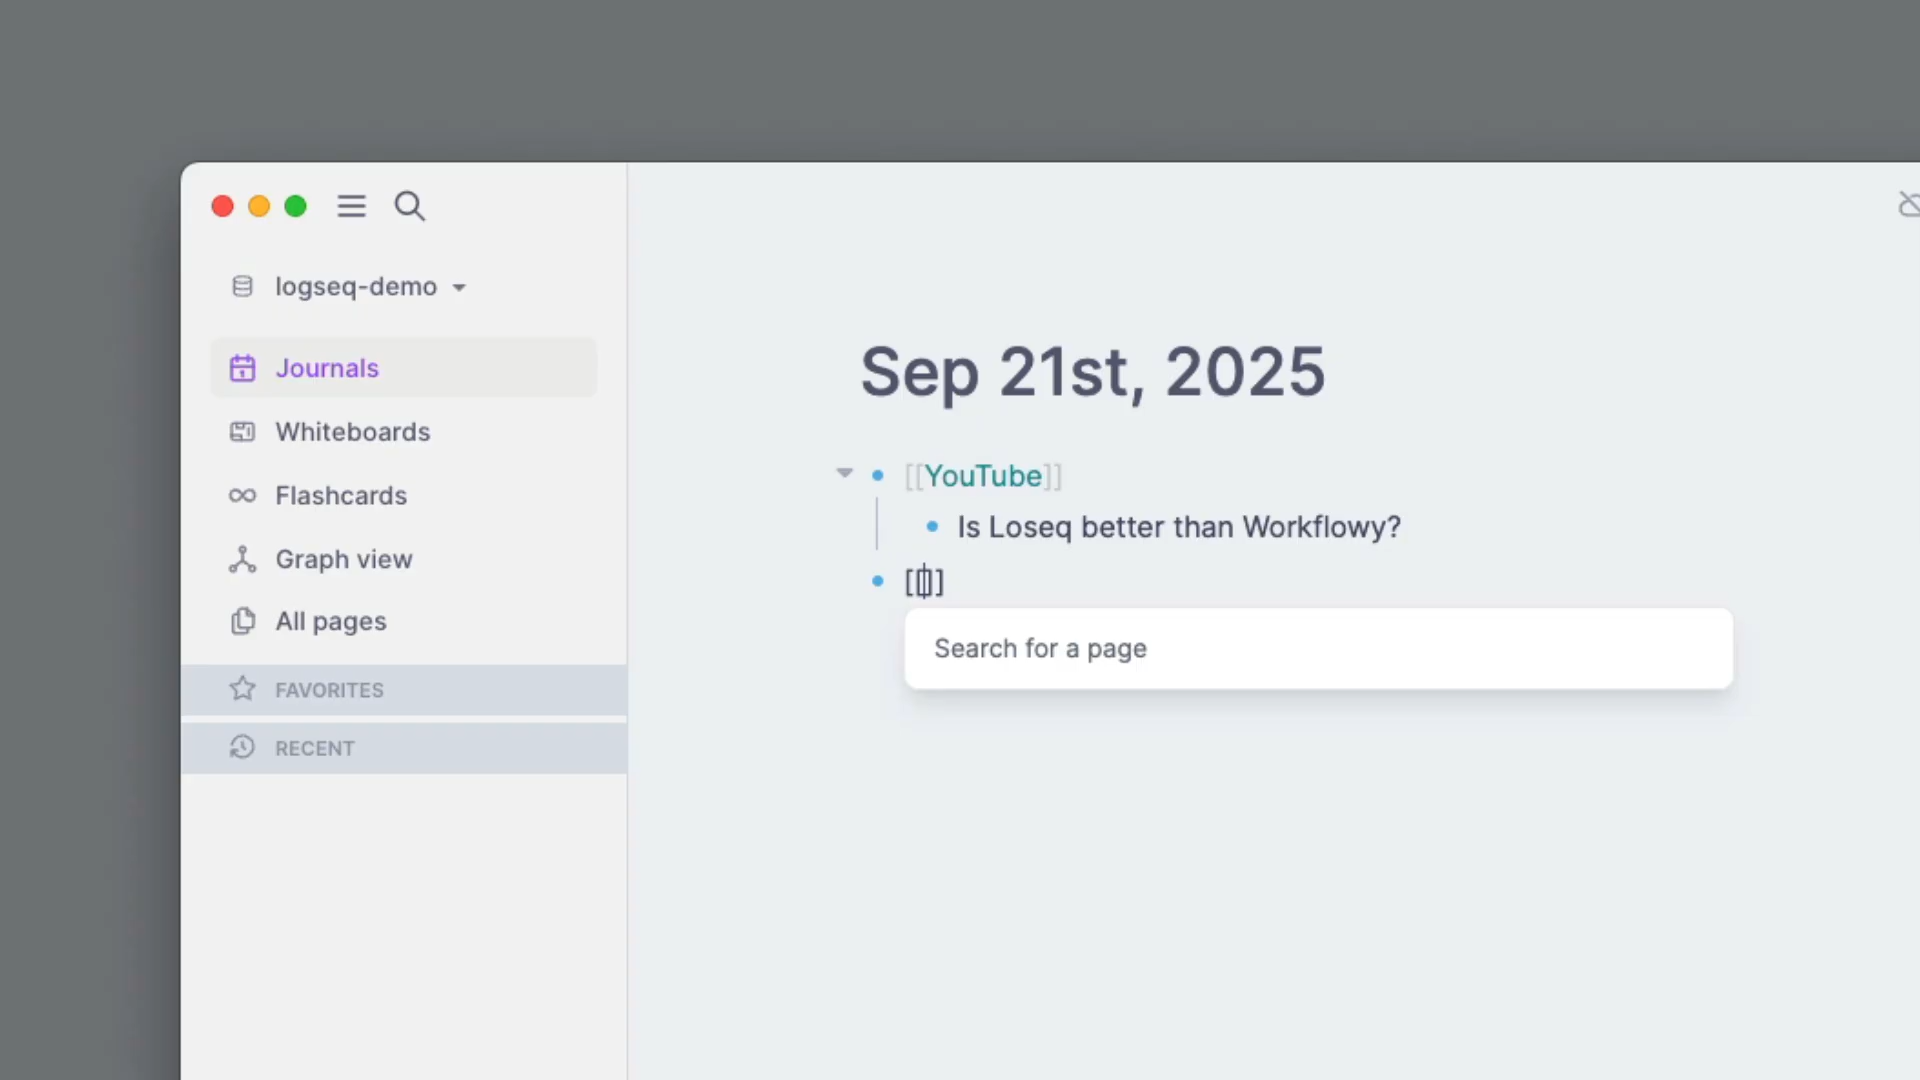 logseq-demo
Journals
Whiteboards
Flashcards
Graph view
All pages
FAVORITES
RECENT
Sep 21st, 2025
[[YouTube]]
Is Loseq better than Workflowy?
[[]]
Search for a page